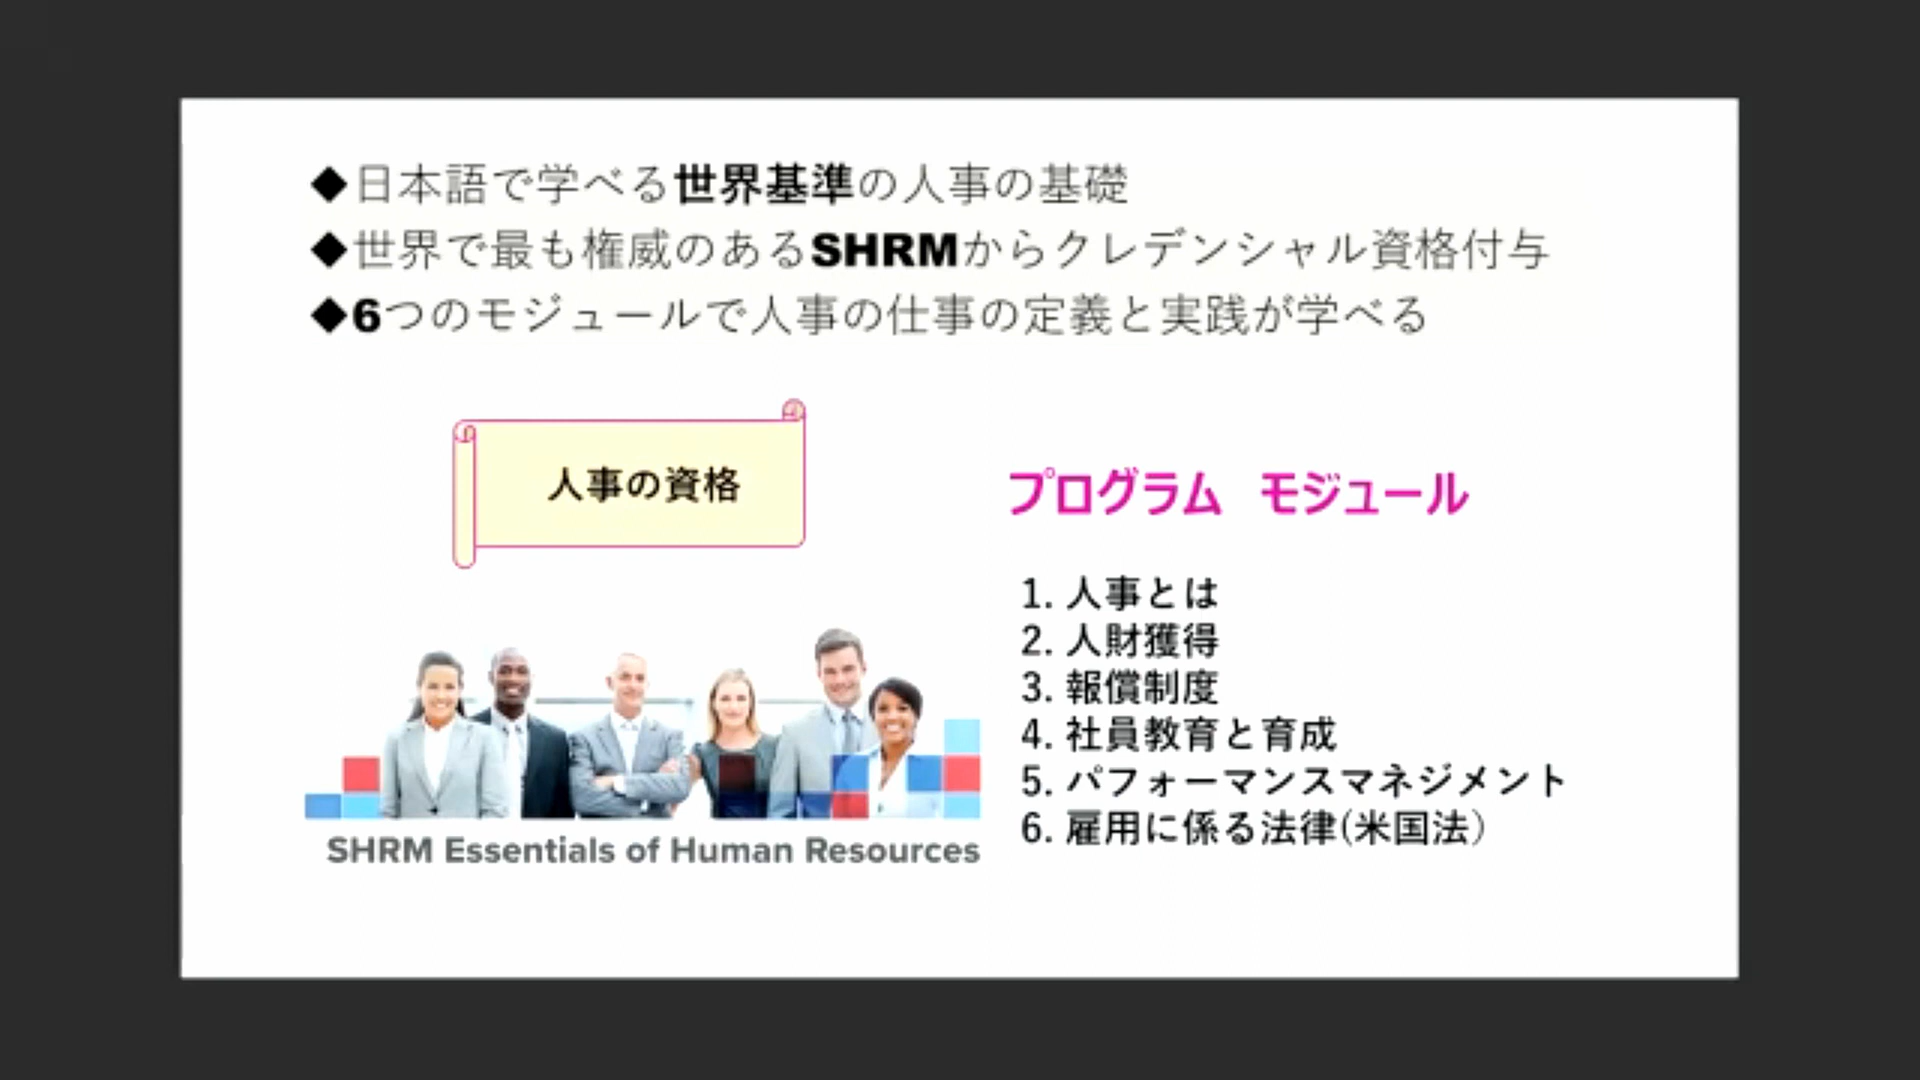 ◆日本語で学べる世界基準の人事の基礎
◆世界で最も権威のあるSHRMからクレデンシャル資格付与
◆6つのモジュールで人事の仕事の定義と実践が学べる
人事の資格
SHRM Essentials of Human Resources
プログラム　モジュール
1. 人事とは
2. 人財獲得
3. 報償制度
4. 社員教育と育成
5. パフォーマンスマネジメント
6. 雇用に係る法律(米国法）